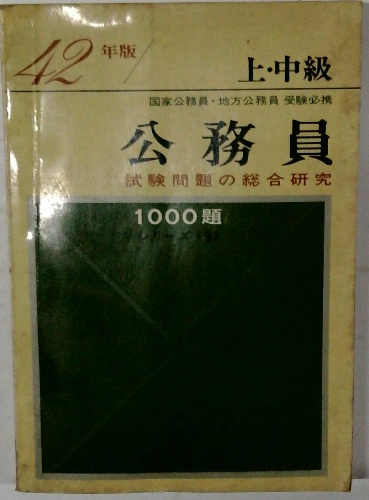 42年版
上・中級
国家公務員・地方公務員 受験必携
公務員
試験問題の総合研究
1000題